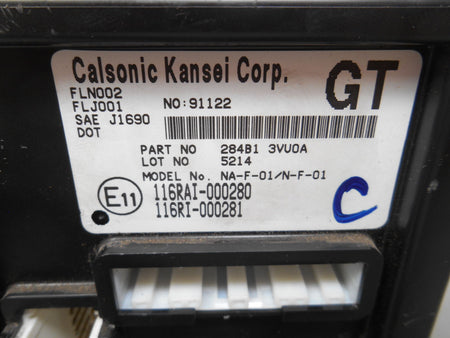 Calsonic Kansei Corp.
GT
FLN002
FLJ001 NO:91122
SAE J1690
DOT
PART NO 284B1 3VU0A
LOT NO 5214
MODEL No. NA-F-01/N-F-01
E11 116RAI-000280
116RI-000281
C